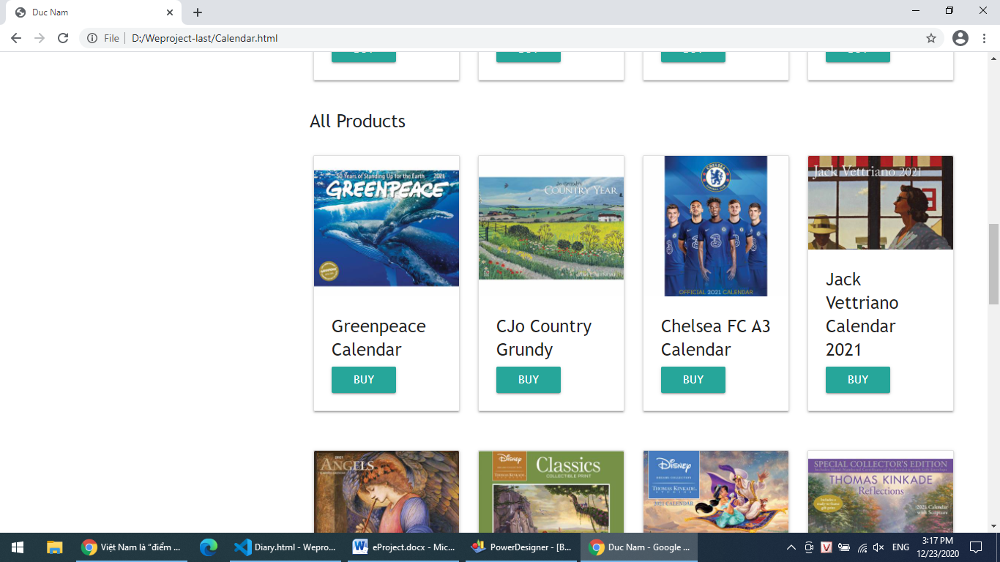 Duc Nam
File
D:/Weproject-last/Calendar.html
All Products
50 Years of Standing Up for the Earth 2021
GREENPEACE
Jo Grundy's
COUNTRY YEAR
CHELSEA
3
OFFICIAL 2021 CALENDAR
Jack Vettriano 2021
Greenpeace
Calendar
BUY
CJo Country
Grundy
BUY
Chelsea FC A3
Calendar
BUY
Jack
Vettriano
Calendar
2021
BUY
2021
ANGELS
Disney
THOMAS KINKADE
Classics
COLLECTIBLE PRINT
Disney
DREAMS COLLECTION
THOMAS KINKADE
STUDIOS
2021 CALENDAR
SPECIAL COLLECTOR'S EDITION
THOMAS KINKADE
Reflections
2021 Calendar
with Scripture
Việt Nam là “điểm ...
Diary.html - Wepro...
eProject.docx - Mic...
PowerDesigner - [B...
Duc Nam - Google ...
V
ENG
3:17 PM
12/23/2020